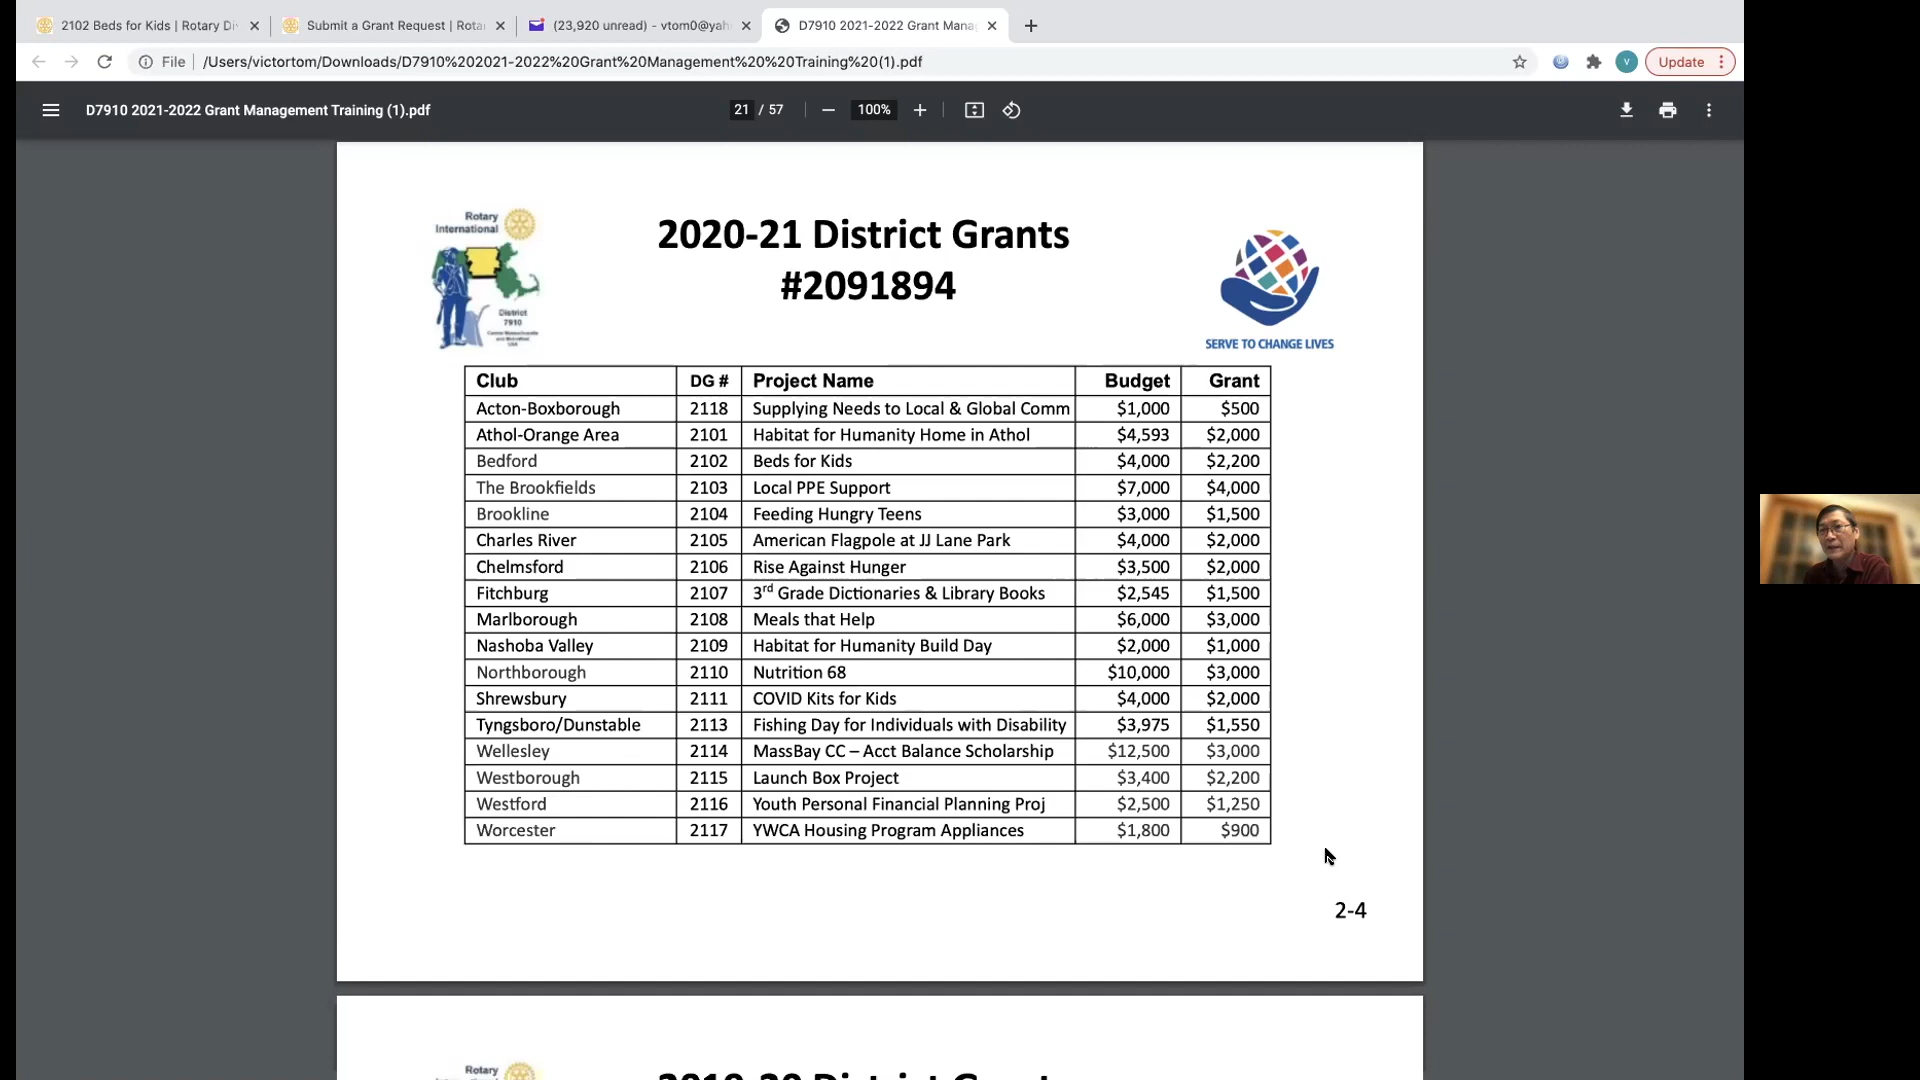 2102 Beds for Kids | Rotary Di
Submit a Grant Request | Rota
(23,920 unread) - vtom0@yah
D7910 2021-2022 Grant Mana
File
/Users/victortom/Downloads/D7910%202021-2022%20Grant%20Management%20%20Training%20(1).pdf
V
Update
D7910 2021-2022 Grant Management Training (1).pdf
21 / 57
100%
Rotary
International
District
7910
Central Massachusetts
and MetroWest
USA
2020-21 District Grants
#2091894
SERVE TO CHANGE LIVES
Club DG # Project Name Budget Grant
Acton-Boxborough 2118 Supplying Needs to Local & Global Comm $1,000 $500
Athol-Orange Area 2101 Habitat for Humanity Home in Athol $4,593 $2,000
Bedford 2102 Beds for Kids $4,000 $2,200
The Brookfields 2103 Local PPE Support $7,000 $4,000
Brookline 2104 Feeding Hungry Teens $3,000 $1,500
Charles River 2105 American Flagpole at JJ Lane Park $4,000 $2,000
Chelmsford 2106 Rise Against Hunger $3,500 $2,000
Fitchburg 2107 3rd Grade Dictionaries & Library Books $2,545 $1,500
Marlborough 2108 Meals that Help $6,000 $3,000
Nashoba Valley 2109 Habitat for Humanity Build Day $2,000 $1,000
Northborough 2110 Nutrition 68 $10,000 $3,000
Shrewsbury 2111 COVID Kits for Kids $4,000 $2,000
Tyngsboro/Dunstable 2113 Fishing Day for Individuals with Disability $3,975 $1,550
Wellesley 2114 MassBay CC – Acct Balance Scholarship $12,500 $3,000
Westborough 2115 Launch Box Project $3,400 $2,200
Westford 2116 Youth Personal Financial Planning Proj $2,500 $1,250
Worcester 2117 YWCA Housing Program Appliances $1,800 $900
2-4
Rotary
2019-20 District Grants